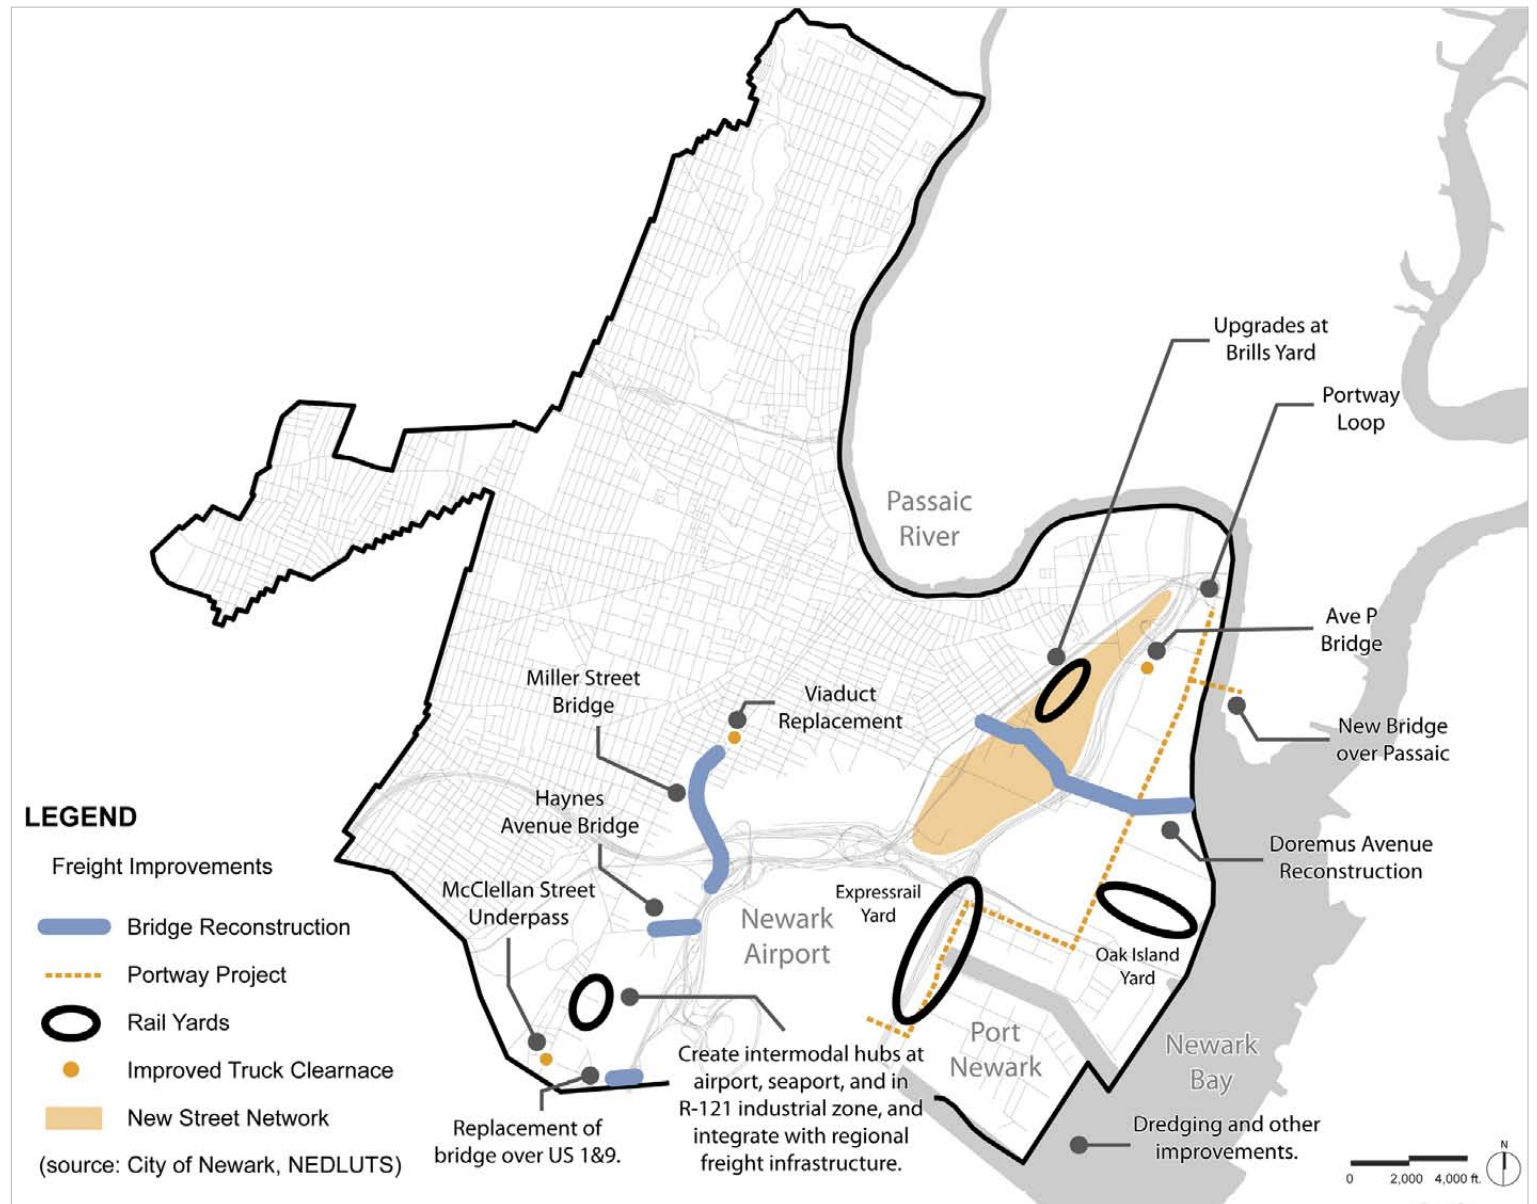 Upgrades at
Brills Yard
Portway
Loop
Passaic
River
Ave P
Bridge
Miller Street
Bridge
Viaduct
Replacement
New Bridge
over Passaic
Haynes
Avenue Bridge
Doremus Avenue
Reconstruction
McClellan Street
Underpass
Expressrail
Yard
Newark
Airport
Oak Island
Yard
Port
Newark
Newark
Bay
Create intermodal hubs at
airport, seaport, and in
R-121 industrial zone, and
integrate with regional
freight infrastructure.
Replacement of
bridge over US 1&9.
Dredging and other
improvements.
LEGEND
Freight Improvements
Bridge Reconstruction
Portway Project
Rail Yards
Improved Truck Clearnace
New Street Network
(source: City of Newark, NEDLUTS)
0 2,000 4,000 ft.
N